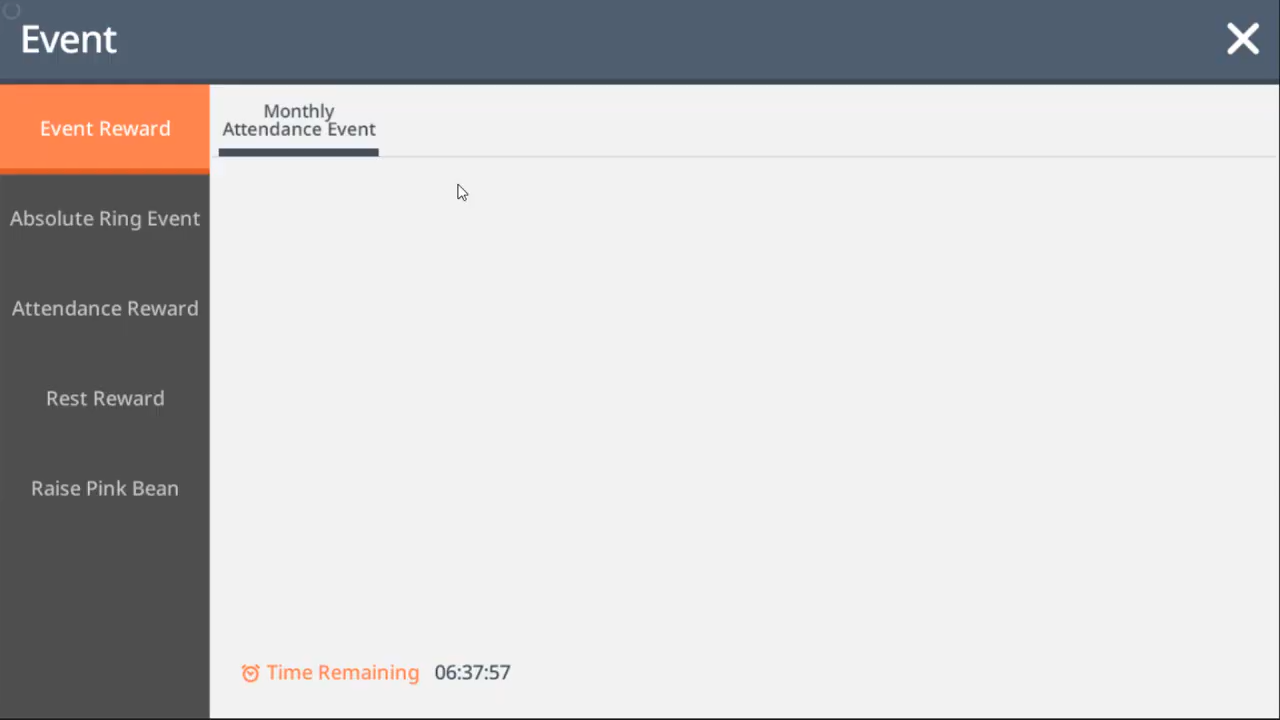 Event
Event Reward
Absolute Ring Event
Attendance Reward
Rest Reward
Raise Pink Bean
Monthly
Attendance Event
Time Remaining 06:37:57